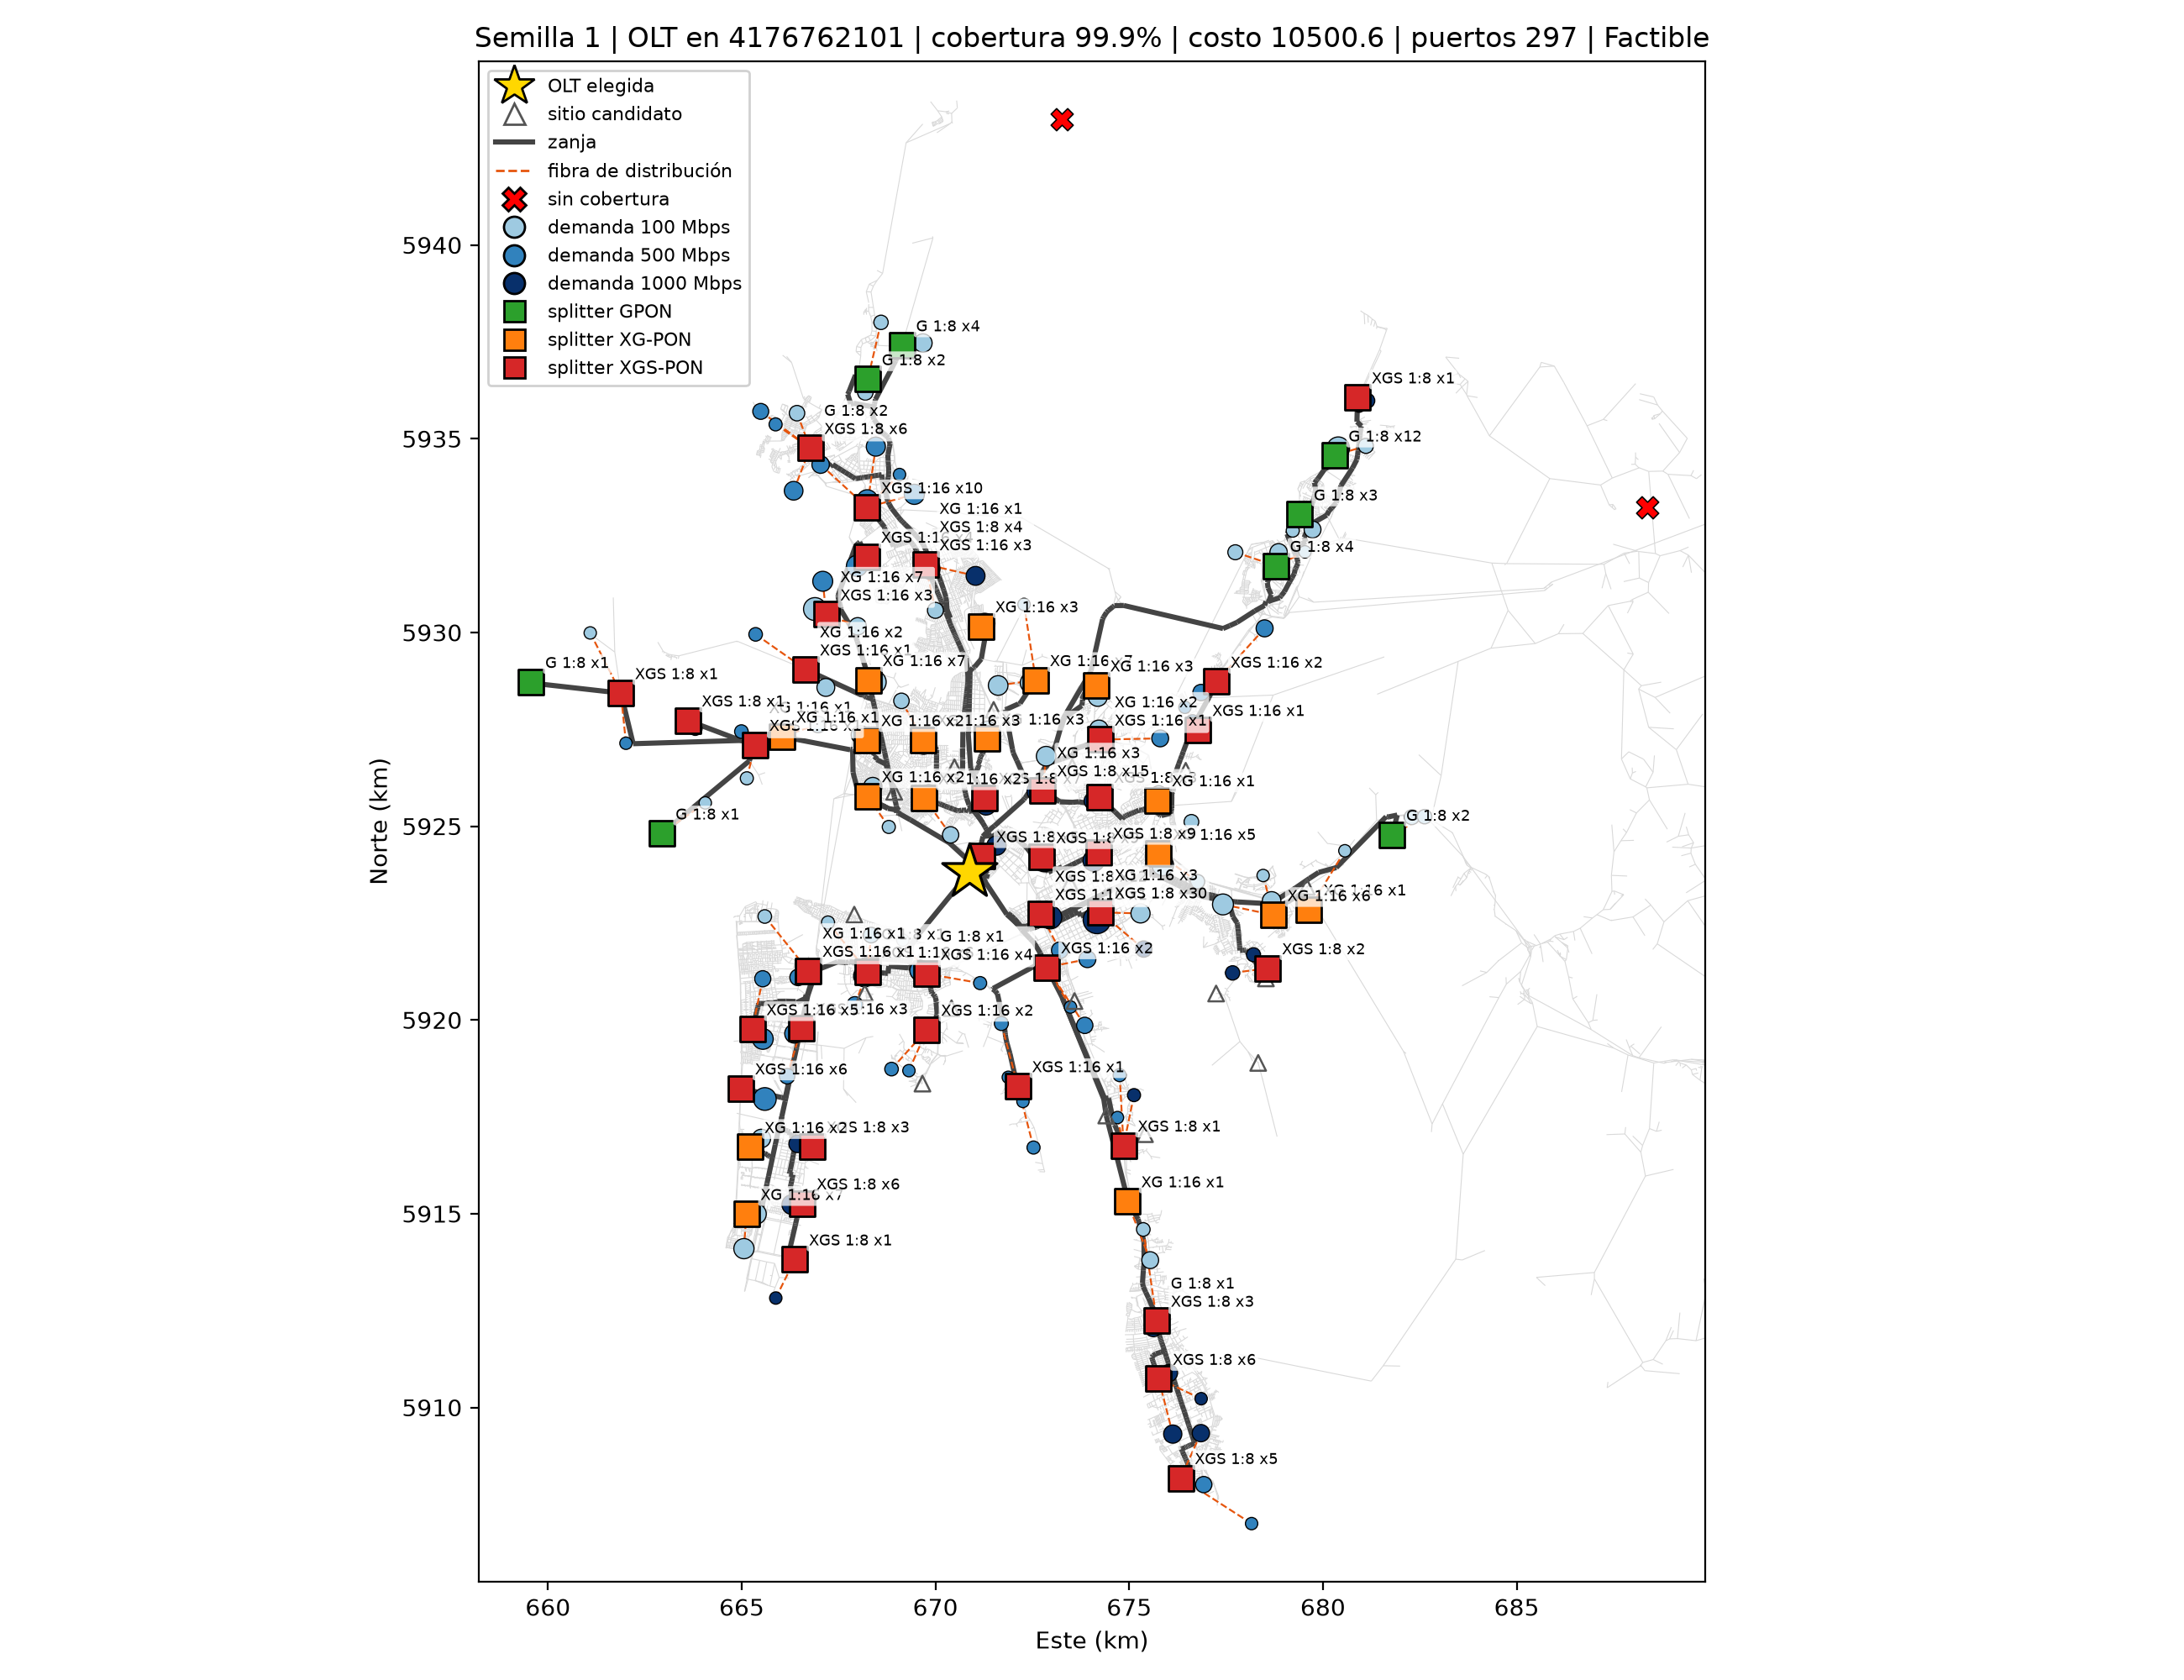 Semilla 1 | OLT en 4176762101 | cobertura 99.9% | costo 10500.6 | puertos 297 | Factible
OLT elegida
sitio candidato
zanja
fibra de distribución
sin cobertura
demanda 100 Mbps
demanda 500 Mbps
demanda 1000 Mbps
splitter GPON
splitter XG-PON
splitter XGS-PON
5940
5935
5930
5925
5920
5915
5910
Norte (km)
660
665
670
675
680
685
Este (km)
G 1:8 x4
G 1:8 x2
G 1:8 x2
XGS 1:8 x6
XGS 1:8 x1
G 1:8 x12
G 1:8 x3
G 1:8 x4
XGS 1:16 x10
XG 1:16 x1
XGS 1:8 x4
XGS 1:16 x3
XG 1:16 x7
XGS 1:16 x3
XG 1:16 x3
XG 1:16 x2
XGS 1:16 x1
XG 1:16 x7
XG 1:16 x3
XGS 1:16 x2
G 1:8 x1
XGS 1:8 x1
XGS 1:8 x1
XG 1:16 x1
XG 1:16 x2
XGS 1:16 x1
XGS 1:16 x1
XG 1:16 x3
XGS 1:8 x15
XG 1:16 x1
G 1:8 x1
G 1:8 x2
XGS 1:8 x9
XG 1:16 x3
XGS 1:8 x30
XG 1:16 x6
XGS 1:8 x2
XG 1:16 x1
XGS 1:16 x1
G 1:8 x1
XGS 1:16 x4
XGS 1:16 x2
XGS 1:16 x5
XGS 1:16 x2
XGS 1:16 x6
XGS 1:16 x1
XG 1:16 x2
XGS 1:8 x1
XGS 1:8 x6
XG 1:16 x1
XGS 1:8 x1
G 1:8 x1
XGS 1:8 x3
XGS 1:8 x6
XGS 1:8 x5